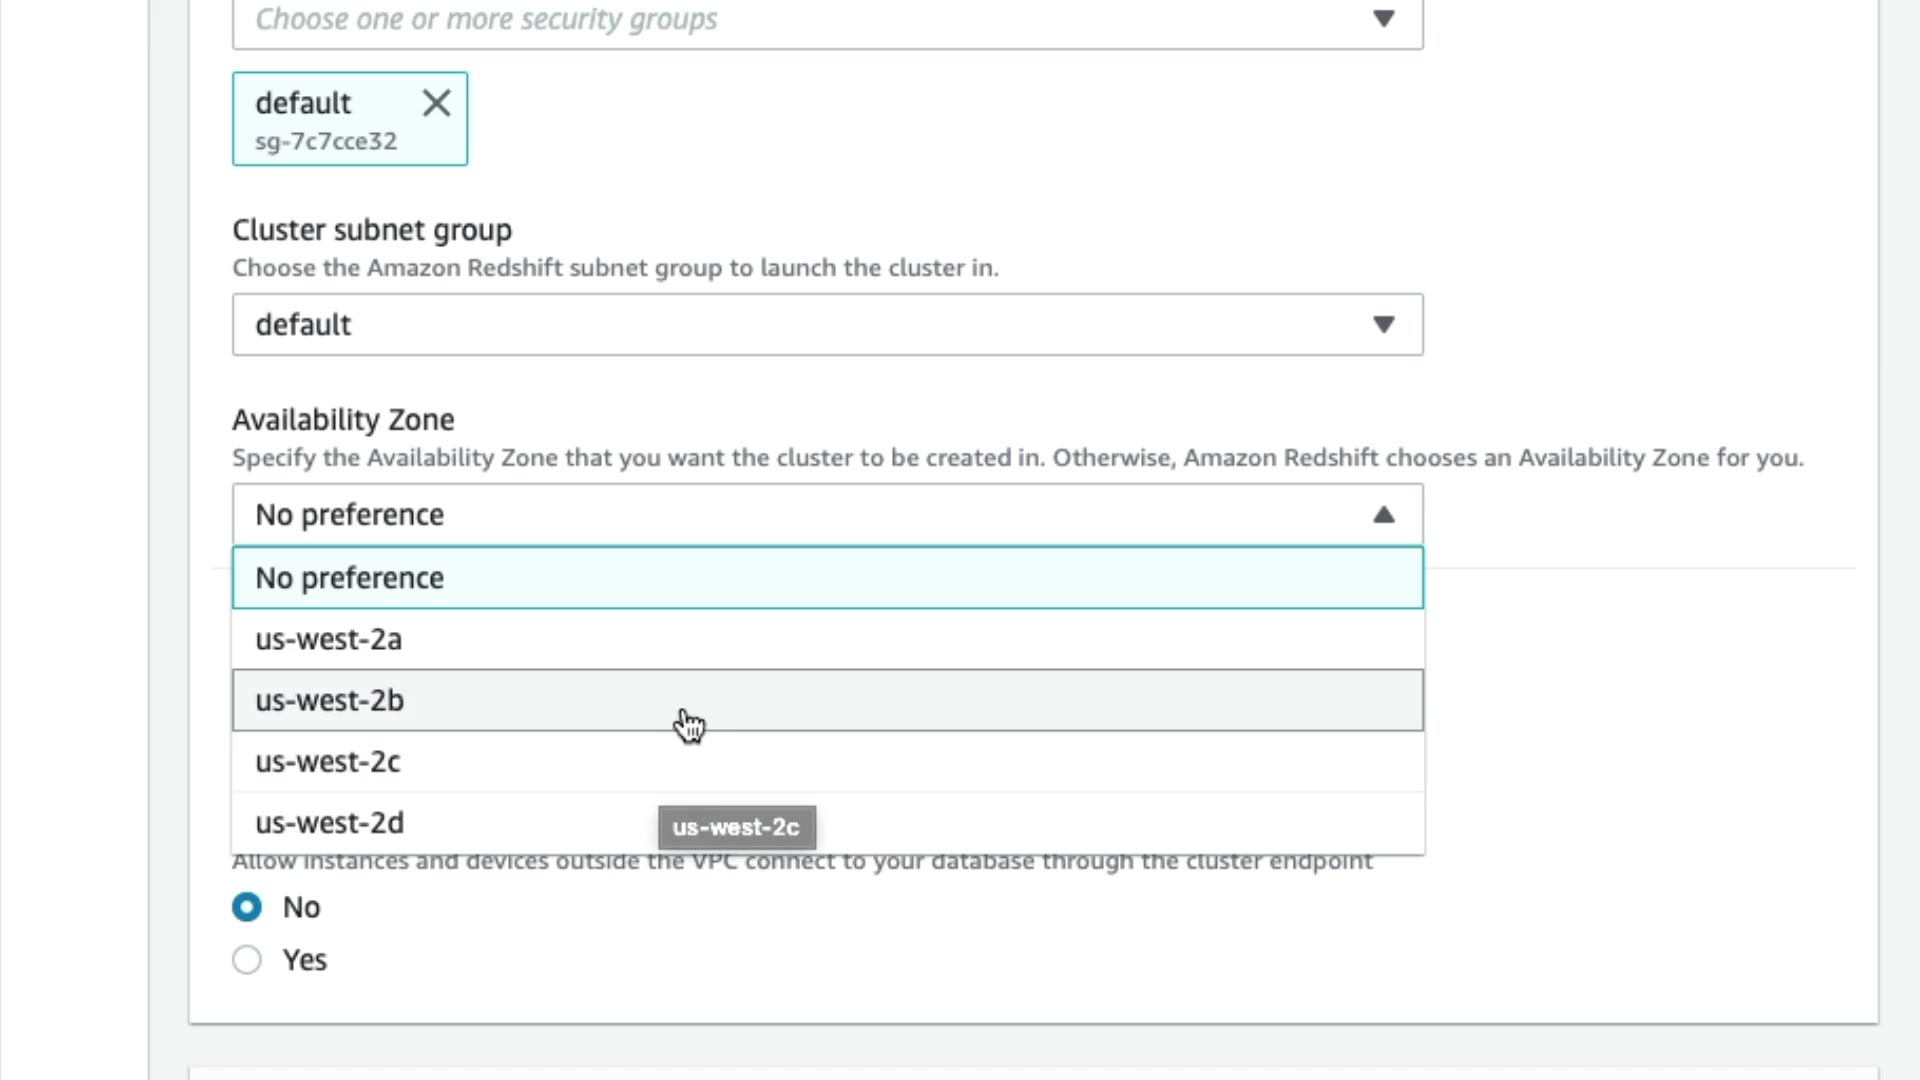 Choose one or more security groups
default
sg-7c7cce32
Cluster subnet group
Choose the Amazon Redshift subnet group to launch the cluster in.
default
Availability Zone
Specify the Availability Zone that you want the cluster to be created in. Otherwise, Amazon Redshift chooses an Availability Zone for you.
No preference
No preference
us-west-2a
us-west-2b
us-west-2c
us-west-2d
us-west-2c
Allow instances and devices outside the VPC connect to your database through the cluster endpoint
No
Yes